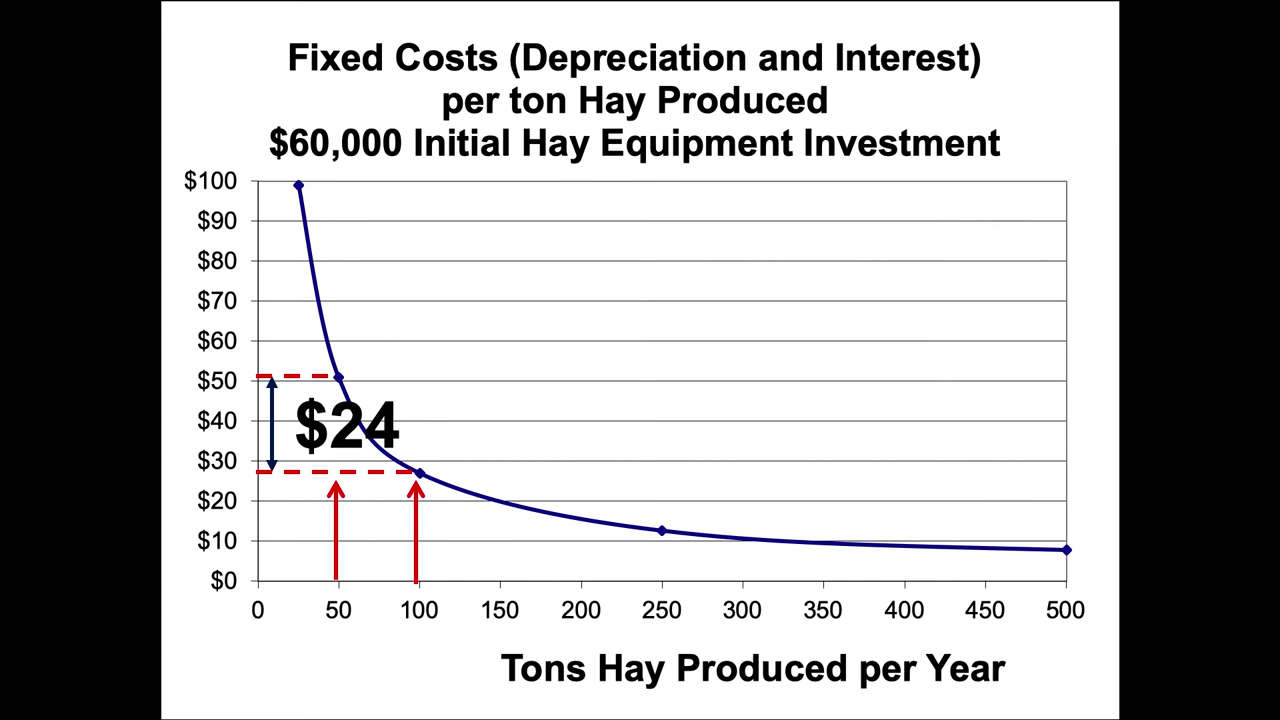 Fixed Costs (Depreciation and Interest)
per ton Hay Produced
$60,000 Initial Hay Equipment Investment
$100
$90
$80
$70
$60
$50
$40
$30
$20
$10
$0
$24
0 50 100 150 200 250 300 350 400 450 500
Tons Hay Produced per Year